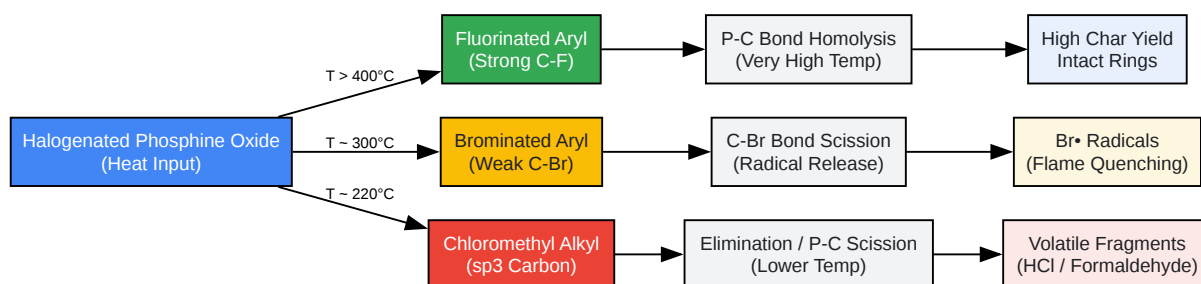 Halogenated Phosphine Oxide
(Heat Input)
T > 400°C
Fluorinated Aryl
(Strong C-F)
P-C Bond Homolysis
(Very High Temp)
High Char Yield
Intact Rings
T ~ 300°C
Brominated Aryl
(Weak C-Br)
C-Br Bond Scission
(Radical Release)
Br• Radicals
(Flame Quenching)
T ~ 220°C
Chloromethyl Alkyl
(sp3 Carbon)
Elimination / P-C Scission
(Lower Temp)
Volatile Fragments
(HCl / Formaldehyde)